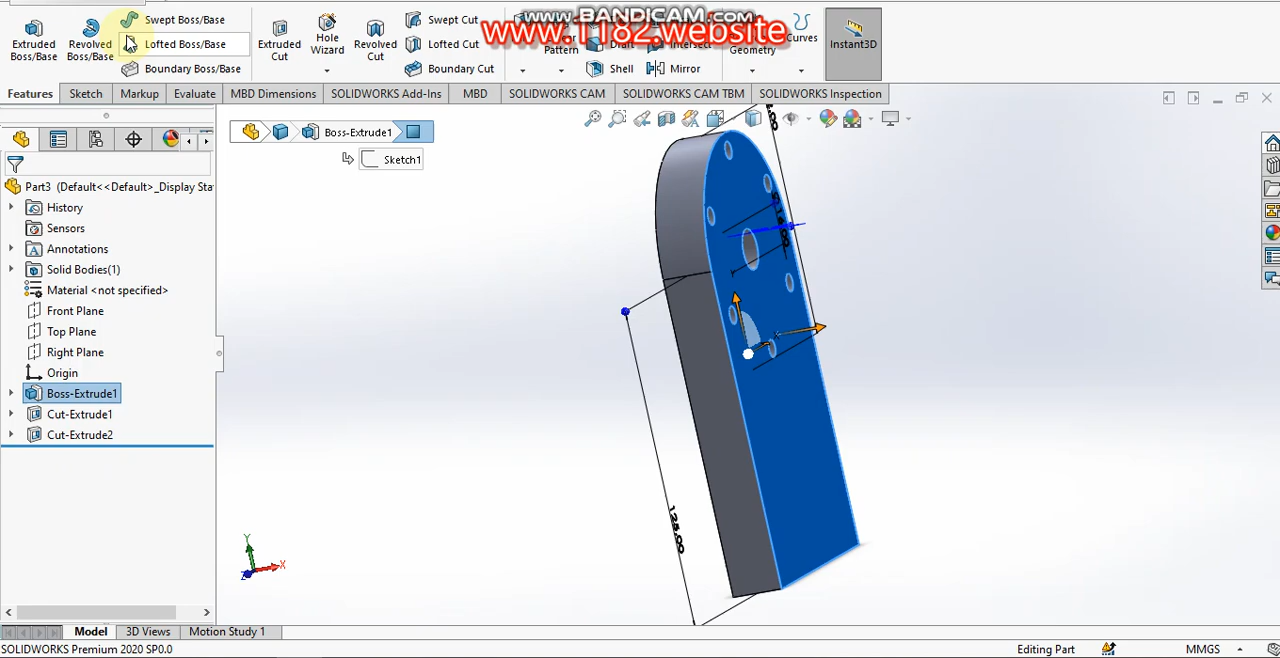 www.BANDICAM.com
www.1182.website
Extruded Boss/Base
Revolved Boss/Base
Swept Boss/Base
Lofted Boss/Base
Boundary Boss/Base
Extruded Cut
Hole Wizard
Revolved Cut
Swept Cut
Lofted Cut
Boundary Cut
Pattern
Draft
Shell
Intersect
Mirror
Geometry
Curves
Instant3D
Features
Sketch
Markup
Evaluate
MBD Dimensions
SOLIDWORKS Add-Ins
MBD
SOLIDWORKS CAM
SOLIDWORKS CAM TBM
SOLIDWORKS Inspection
Boss-Extrude1
Sketch1
Part3 (Default<<Default>_Display Sta
History
Sensors
Annotations
Solid Bodies(1)
Material <not specified>
Front Plane
Top Plane
Right Plane
Origin
Boss-Extrude1
Cut-Extrude1
Cut-Extrude2
125.00
Y
X
Z
Model
3D Views
Motion Study 1
SOLIDWORKS Premium 2020 SP0.0
Editing Part
MMGS